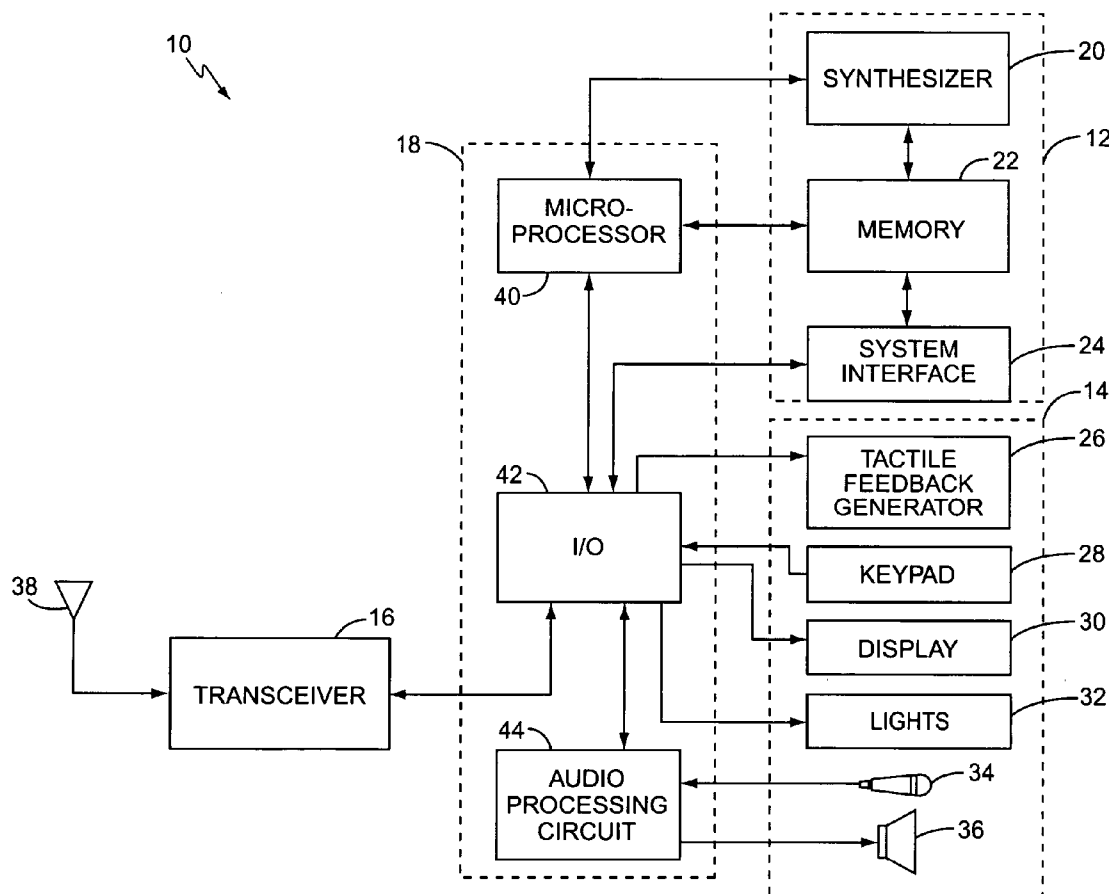 10
SYNTHESIZER
20
18
12
MICRO-
PROCESSOR
40
22
MEMORY
SYSTEM
INTERFACE
24
14
42
I/O
TACTILE
FEEDBACK
GENERATOR
26
KEYPAD
28
38
16
TRANSCEIVER
DISPLAY
30
LIGHTS
32
44
AUDIO
PROCESSING
CIRCUIT
34
36